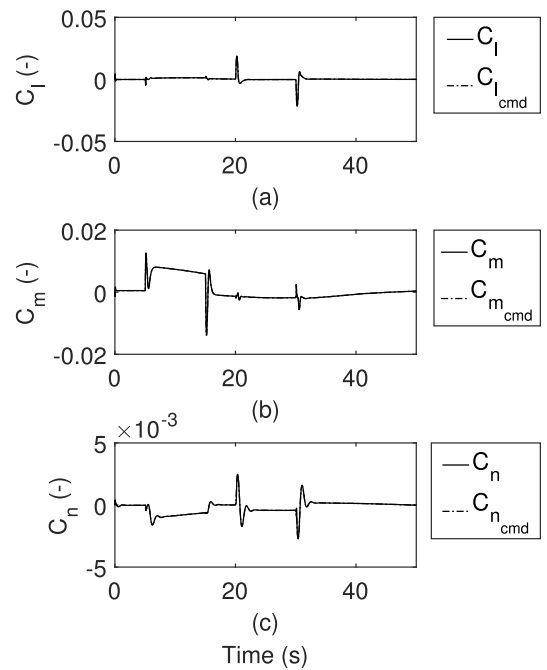 0.05
0
-0.05
C_l (-)
0 20 40
(a)
C_l
C_l_cmd
0.02
0
-0.02
C_m (-)
0 20 40
(b)
C_m
C_m_cmd
×10^-3
5
0
-5
C_n (-)
0 20 40
(c)
Time (s)
C_n
C_n_cmd